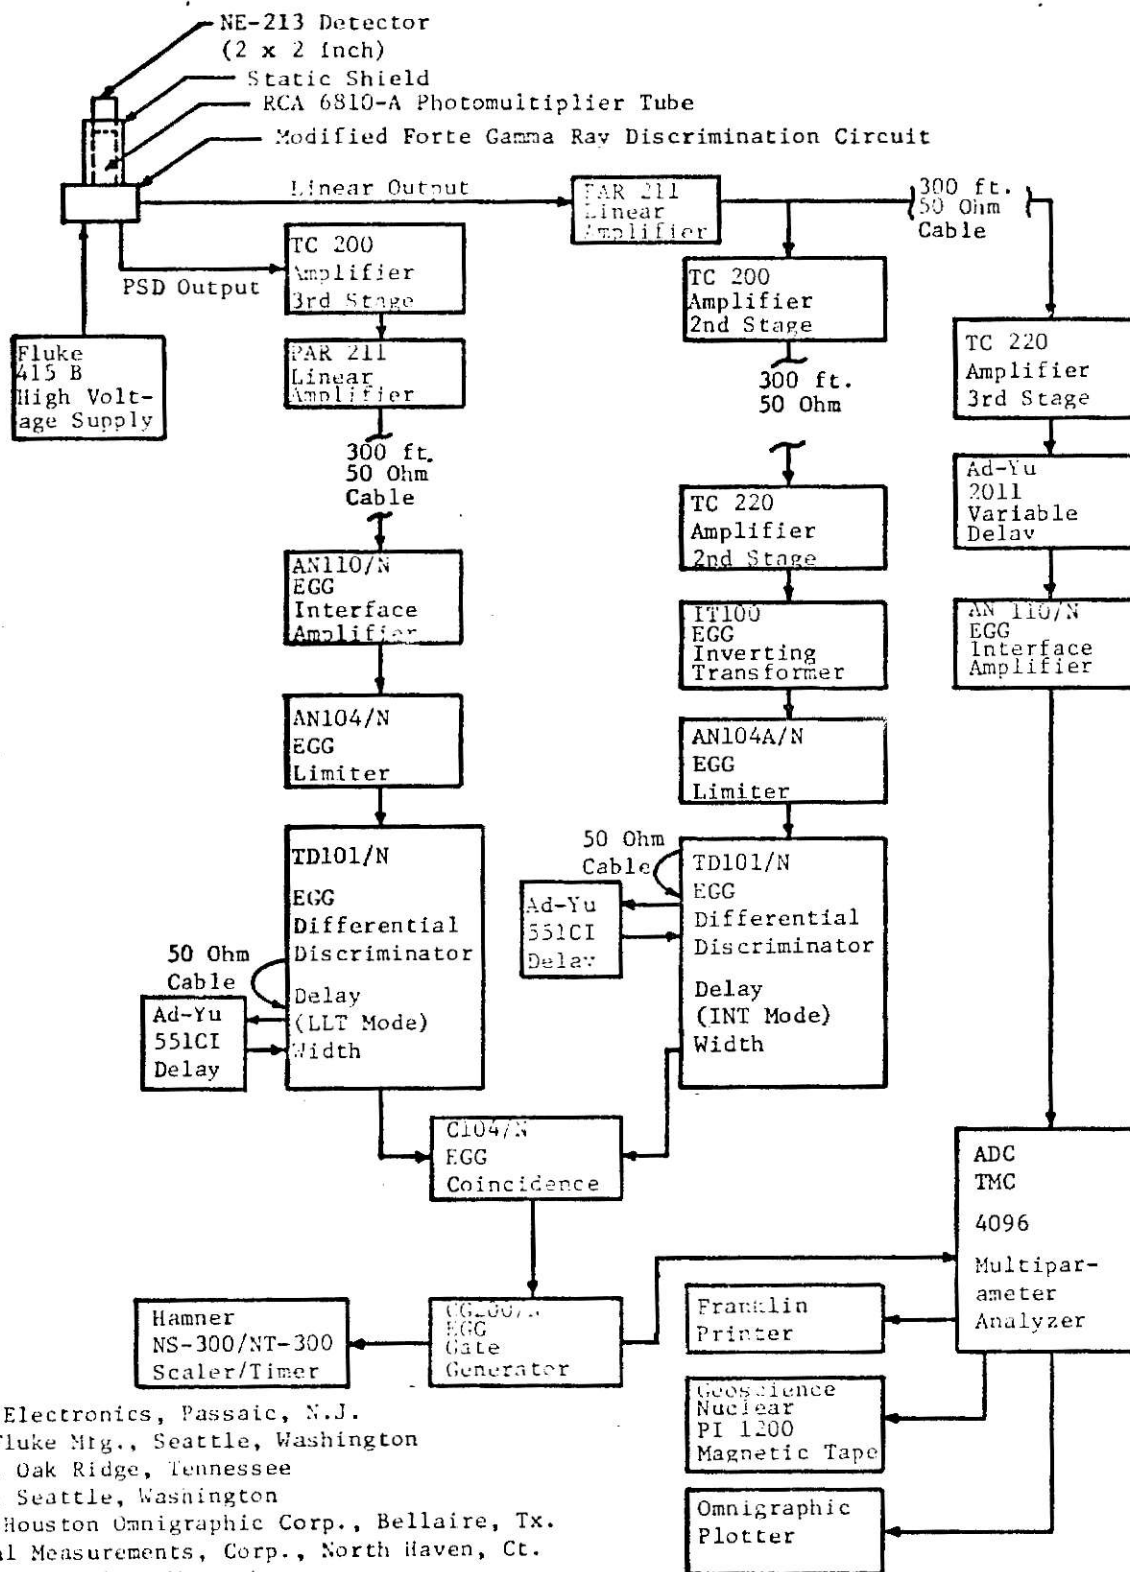 NE-213 Detector
(2 x 2 inch)
Static Shield
RCA 6810-A Photomultiplier Tube
Modified Forte Gamma Ray Discrimination Circuit
Linear Output
PAR 211
Linear
Amplifier
300 ft.
50 Ohm
Cable
PSD Output
TC 200
Amplifier
3rd Stage
TC 200
Amplifier
2nd Stage
TC 220
Amplifier
3rd Stage
Fluke
415 B
High Volt-
age Supply
PAR 211
Linear
Amplifier
300 ft.
50 Ohm
300 ft.
50 Ohm
Cable
Ad-Yu
2011
Variable
Delay
TC 220
Amplifier
2nd Stage
AN110/N
EGG
Interface
Amplifier
IT100
EGG
Inverting
Transformer
AN 110/N
EGG
Interface
Amplifier
AN104/N
EGG
Limiter
AN104A/N
EGG
Limiter
TD101/N
EGG
Differential
Discriminator
Delay
(LLT Mode)
Width
50 Ohm
Cable
Ad-Yu
551CI
Delay
50 Ohm
Cable
Ad-Yu
551CI
Delay
TD101/N
EGG
Differential
Discriminator
Delay
(INT Mode)
Width
C104/N
EGG
Coincidence
ADC
TMC
4096
Multipar-
ameter
Analyzer
Hamner
NS-300/NT-300
Scaler/Timer
GG200/N
EGG
Gate
Generator
Franklin
Printer
Geoscience
Nuclear
PI 1200
Magnetic Tape
Omnigraphic
Plotter
Electronics, Passaic, N.J.
Fluke Mfg., Seattle, Washington
Oak Ridge, Tennessee
Seattle, Washington
Houston Omnigraphic Corp., Bellaire, Tx.
Measurements, Corp., North Haven, Ct.